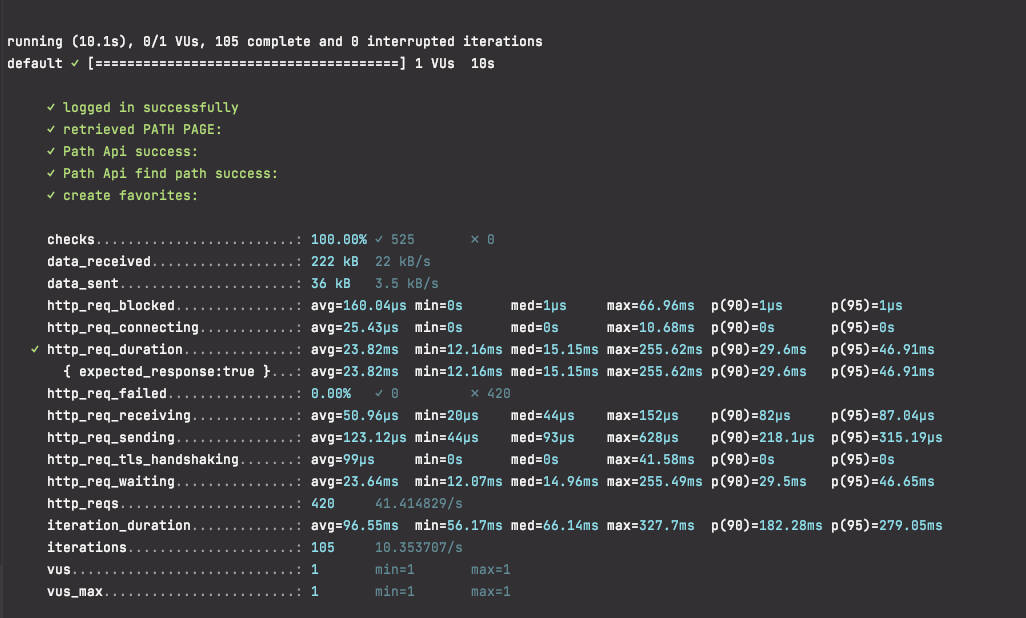 running (10.1s), 0/1 VUs, 105 complete and 0 interrupted iterations
default ✓ [======================================] 1 VUs  10s
✓ logged in successfully
✓ retrieved PATH PAGE:
✓ Path Api success:
✓ Path Api find path success:
✓ create favorites:
checks.........................: 100.00% ✓ 525       ✗ 0
data_received..................: 222 kB  22 kB/s
data_sent......................: 36 kB   3.5 kB/s
http_req_blocked...............: avg=160.04µs min=0s      med=1µs     max=66.96ms  p(90)=1µs      p(95)=1µs
http_req_connecting............: avg=25.43µs  min=0s      med=0s      max=10.68ms  p(90)=0s       p(95)=0s
✓ http_req_duration..............: avg=23.82ms  min=12.16ms med=15.15ms max=255.62ms p(90)=29.6ms   p(95)=46.91ms
{ expected_response:true }...: avg=23.82ms  min=12.16ms med=15.15ms max=255.62ms p(90)=29.6ms   p(95)=46.91ms
http_req_failed................: 0.00%   ✓ 0         ✗ 420
http_req_receiving.............: avg=50.96µs  min=20µs    med=44µs    max=152µs    p(90)=82µs     p(95)=87.04µs
http_req_sending...............: avg=123.12µs min=44µs    med=93µs    max=628µs    p(90)=218.1µs  p(95)=315.19µs
http_req_tls_handshaking.......: avg=99µs     min=0s      med=0s      max=41.58ms  p(90)=0s       p(95)=0s
http_req_waiting...............: avg=23.64ms  min=12.07ms med=14.96ms max=255.49ms p(90)=29.5ms   p(95)=46.65ms
http_reqs......................: 420     41.414829/s
iteration_duration.............: avg=96.55ms  min=56.17ms med=66.14ms max=327.7ms  p(90)=182.28ms p(95)=279.05ms
iterations.....................: 105     10.353707/s
vus............................: 1       min=1       max=1
vus_max........................: 1       min=1       max=1